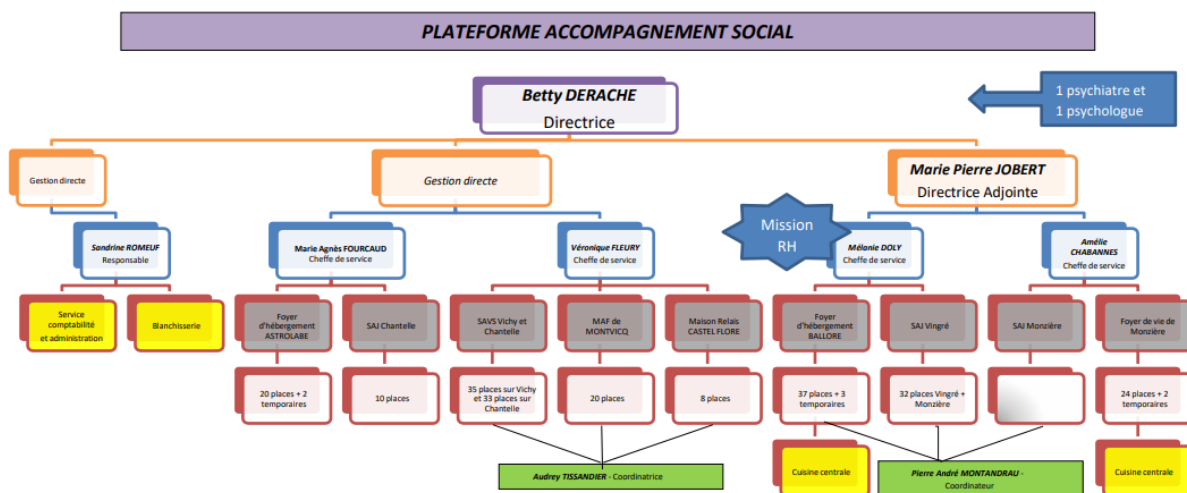 PLATEFORME ACCOMPAGNEMENT SOCIAL
Betty DERACHE
Directrice
1 psychiatre et
1 psychologue
Gestion directe
Gestion directe
Marie Pierre JOBERT
Directrice Adjointe
Mission
RH
Sandrine ROMEUF
Responsable
Marie Agnès FOURCAUD
Cheffe de service
Véronique FLEURY
Cheffe de service
Mélanie DOLY
Cheffe de service
Amélie
CHABANNES
Cheffe de service
Service
comptabilité
et administration
Blanchisserie
Foyer
d'hébergement
ASTROLABE
SAJ Chantelle
SAVS Vichy et
Chantelle
MAF de
MONTVICQ
Maison Relais
CASTEL FLORE
Foyer
d'hébergement
BALLORE
SAJ Vingré
SAJ Monzière
Foyer de vie de
Monzière
20 places + 2
temporaires
10 places
35 places sur Vichy
et 33 places sur
Chantelle
20 places
8 places
37 places + 3
temporaires
32 places Vingré +
Monzière
24 places + 2
temporaires
Audrey TISSANDIER - Coordinatrice
Cuisine centrale
Pierre André MONTANDRAU -
Coordinateur
Cuisine centrale